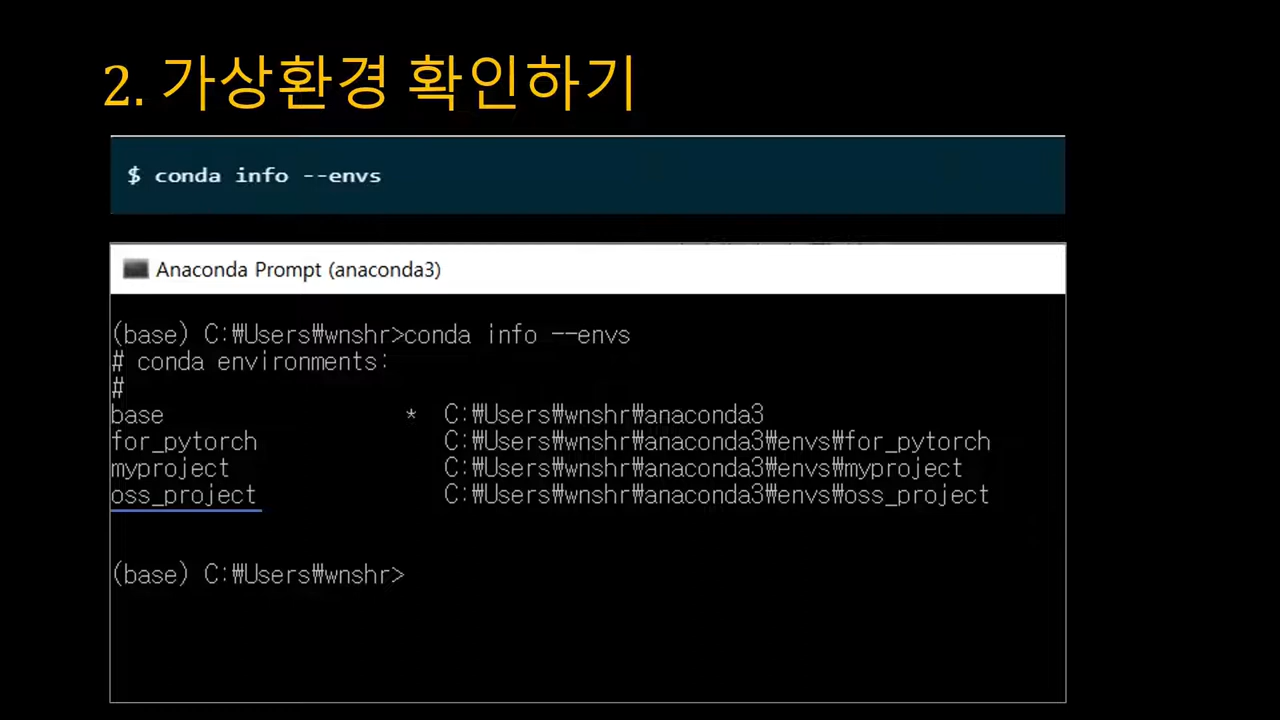 2. 가상환경 확인하기
$ conda info --envs
Anaconda Prompt (anaconda3)
(base) C:₩Users₩wnshr>conda info --envs
# conda environments:
#
base * C:₩Users₩wnshr₩anaconda3
for_pytorch C:₩Users₩wnshr₩anaconda3₩envs₩for_pytorch
myproject C:₩Users₩wnshr₩anaconda3₩envs₩myproject
oss_project C:₩Users₩wnshr₩anaconda3₩envs₩oss_project
(base) C:₩Users₩wnshr>